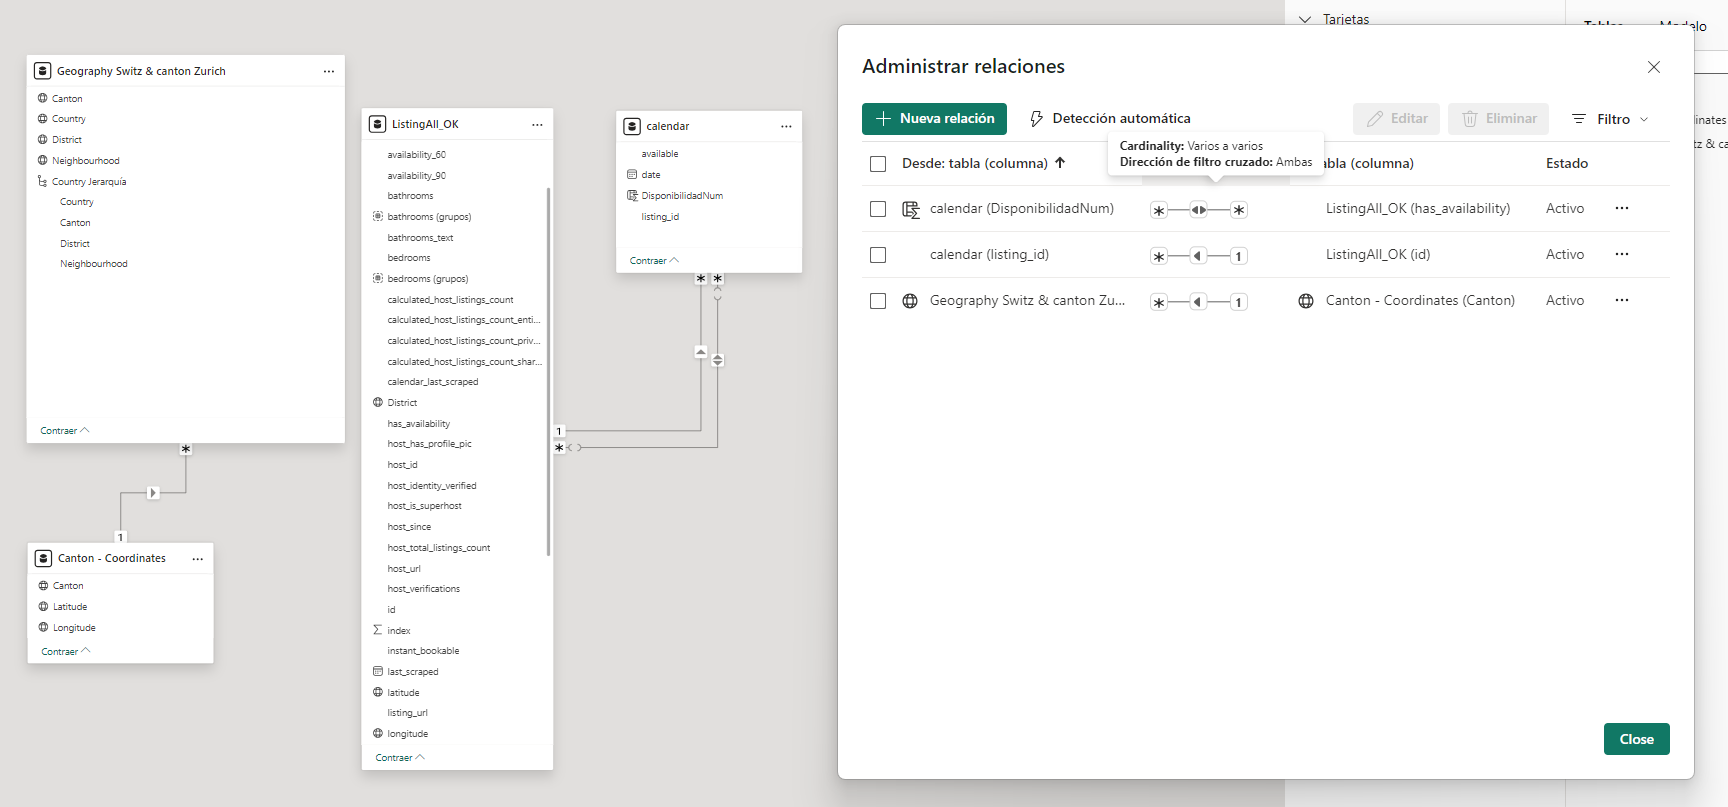 Geography Switz & canton Zurich
Canton
Country
District
Neighbourhood
Country Jerarquía
Country
Canton
District
Neighbourhood
Contraer
*
1
Canton - Coordinates
Canton
Latitude
Longitude
Contraer
ListingAll_OK
availability_60
availability_90
bathrooms
bathrooms (grupos)
bathrooms_text
bedrooms
bedrooms (grupos)
calculated_host_listings_count
calculated_host_listings_count_enti...
calculated_host_listings_count_priv...
calculated_host_listings_count_shar...
calendar_last_scraped
District
has_availability
host_has_profile_pic
host_id
host_identity_verified
host_is_superhost
host_since
host_total_listings_count
host_url
host_verifications
id
index
instant_bookable
last_scraped
latitude
listing_url
longitude
Contraer
calendar
available
date
DisponibilidadNum
listing_id
Contraer
* *
1
*
Tarjetas
Modelo
Administrar relaciones
Nueva relación
Detección automática
Editar
Eliminar
Filtro
Cardinality: Varios a varios
Dirección de filtro cruzado: Ambas
Desde: tabla (columna)
abla (columna)
Estado
calendar (DisponibilidadNum) * * ListingAll_OK (has_availability) Activo ...
calendar (listing_id) * 1 ListingAll_OK (id) Activo ...
Geography Switz & canton Zu... * 1 Canton - Coordinates (Canton) Activo ...
Close
inates
tz & ca